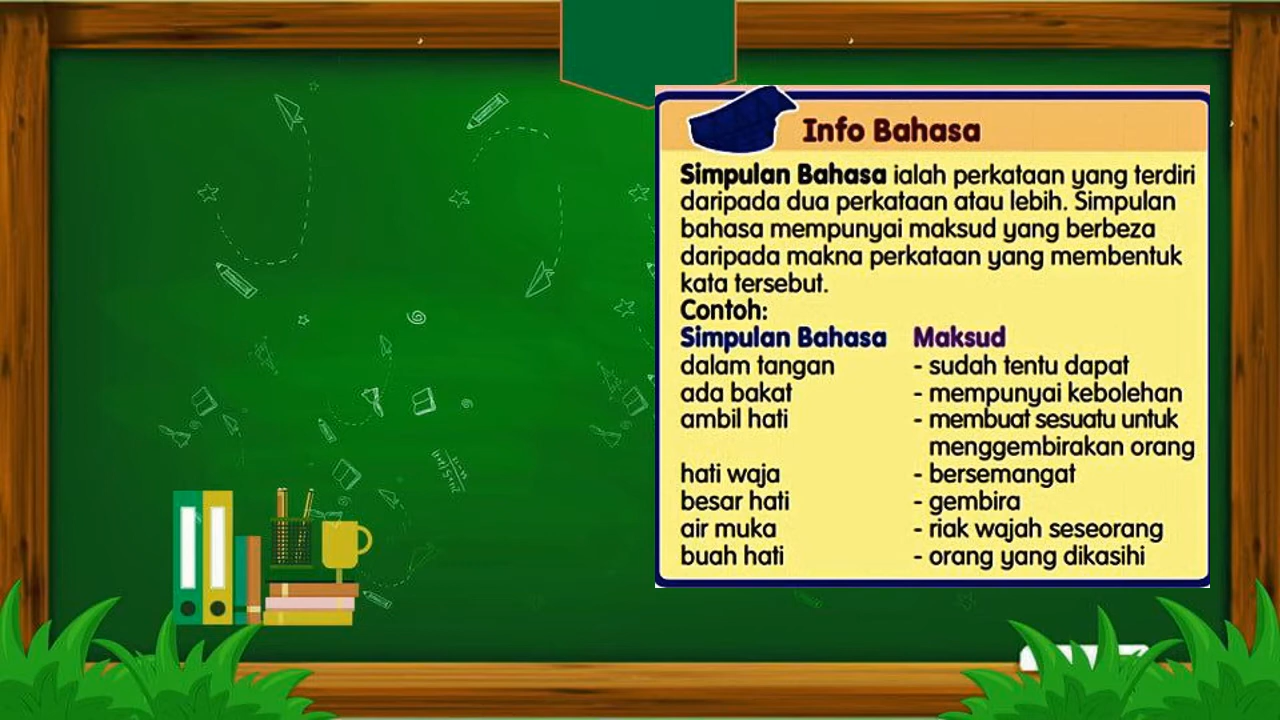 Info Bahasa
Simpulan Bahasa ialah perkataan yang terdiri
daripada dua perkataan atau lebih. Simpulan
bahasa mempunyai maksud yang berbeza
daripada makna perkataan yang membentuk
kata tersebut.
Contoh:
Simpulan Bahasa Maksud
dalam tangan - sudah tentu dapat
ada bakat - mempunyai kebolehan
ambil hati - membuat sesuatu untuk
menggembirakan orang
hati waja - bersemangat
besar hati - gembira
air muka - riak wajah seseorang
buah hati - orang yang dikasihi